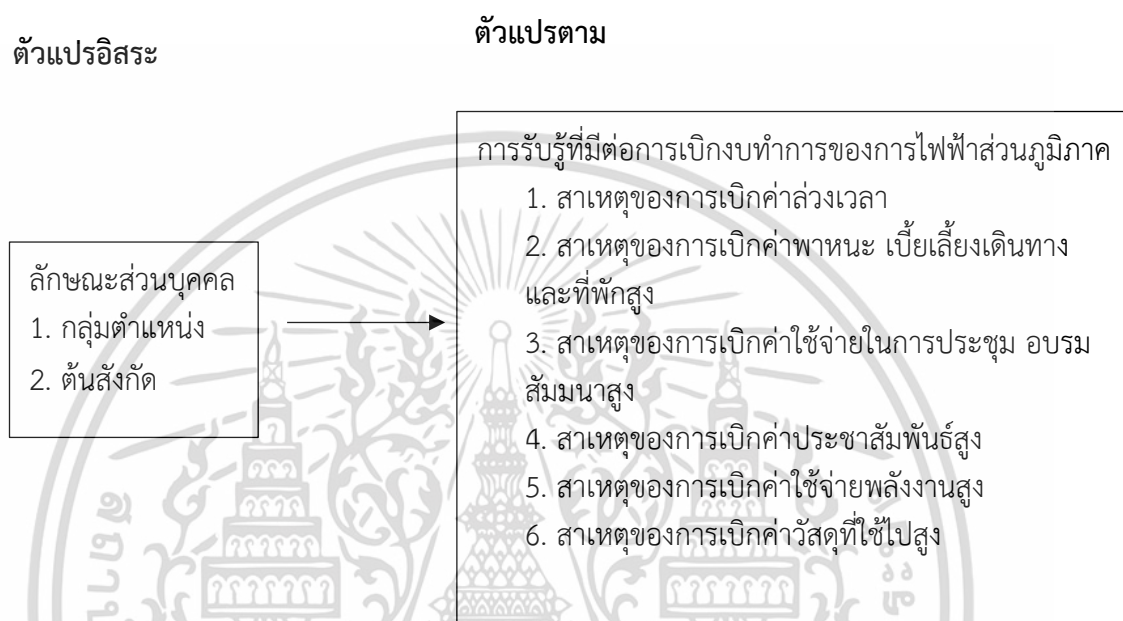 ตัวแปรอิสระ
ตัวแปรตาม
ลักษณะส่วนบุคคล
1. กลุ่มตำแหน่ง
2. ต้นสังกัด
การรับรู้ที่มีต่อการเบิกงบทำการของการไฟฟ้าส่วนภูมิภาค
1. สาเหตุของการเบิกค่าล่วงเวลา
2. สาเหตุของการเบิกค่าพาหนะ เบี้ยเลี้ยงเดินทาง
และที่พักสูง
3. สาเหตุของการเบิกค่าใช้จ่ายในการประชุม อบรม
สัมมนาสูง
4. สาเหตุของการเบิกค่าประชาสัมพันธ์สูง
5. สาเหตุของการเบิกค่าใช้จ่ายพลังงานสูง
6. สาเหตุของการเบิกค่าวัสดุที่ใช้ไปสูง